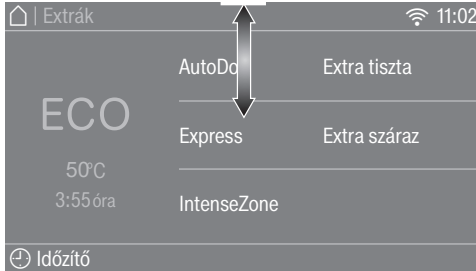 | Extrák 11:02
AutoDo Extra tiszta
ECO
Express Extra száraz
50°C
3:55 óra
IntenseZone
Időzítő